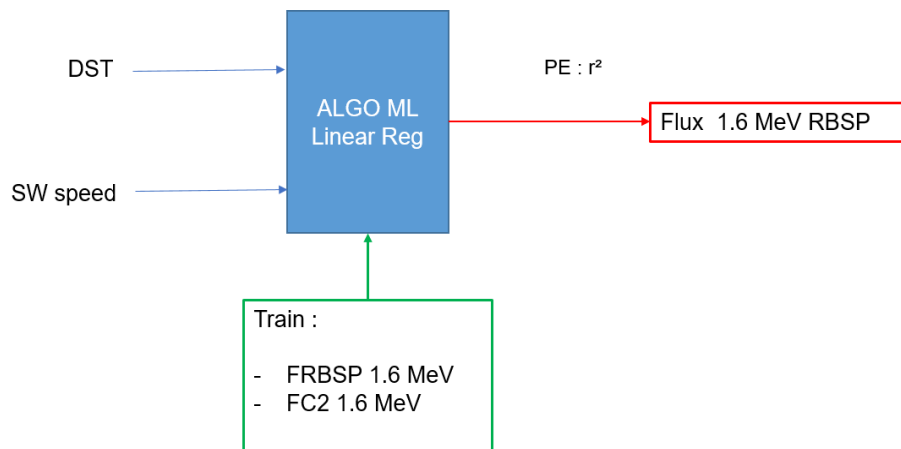 DST
SW speed
ALGO ML
Linear Reg
PE : r²
Flux 1.6 MeV RBSP
Train :
- FRBSP 1.6 MeV
- FC2 1.6 MeV